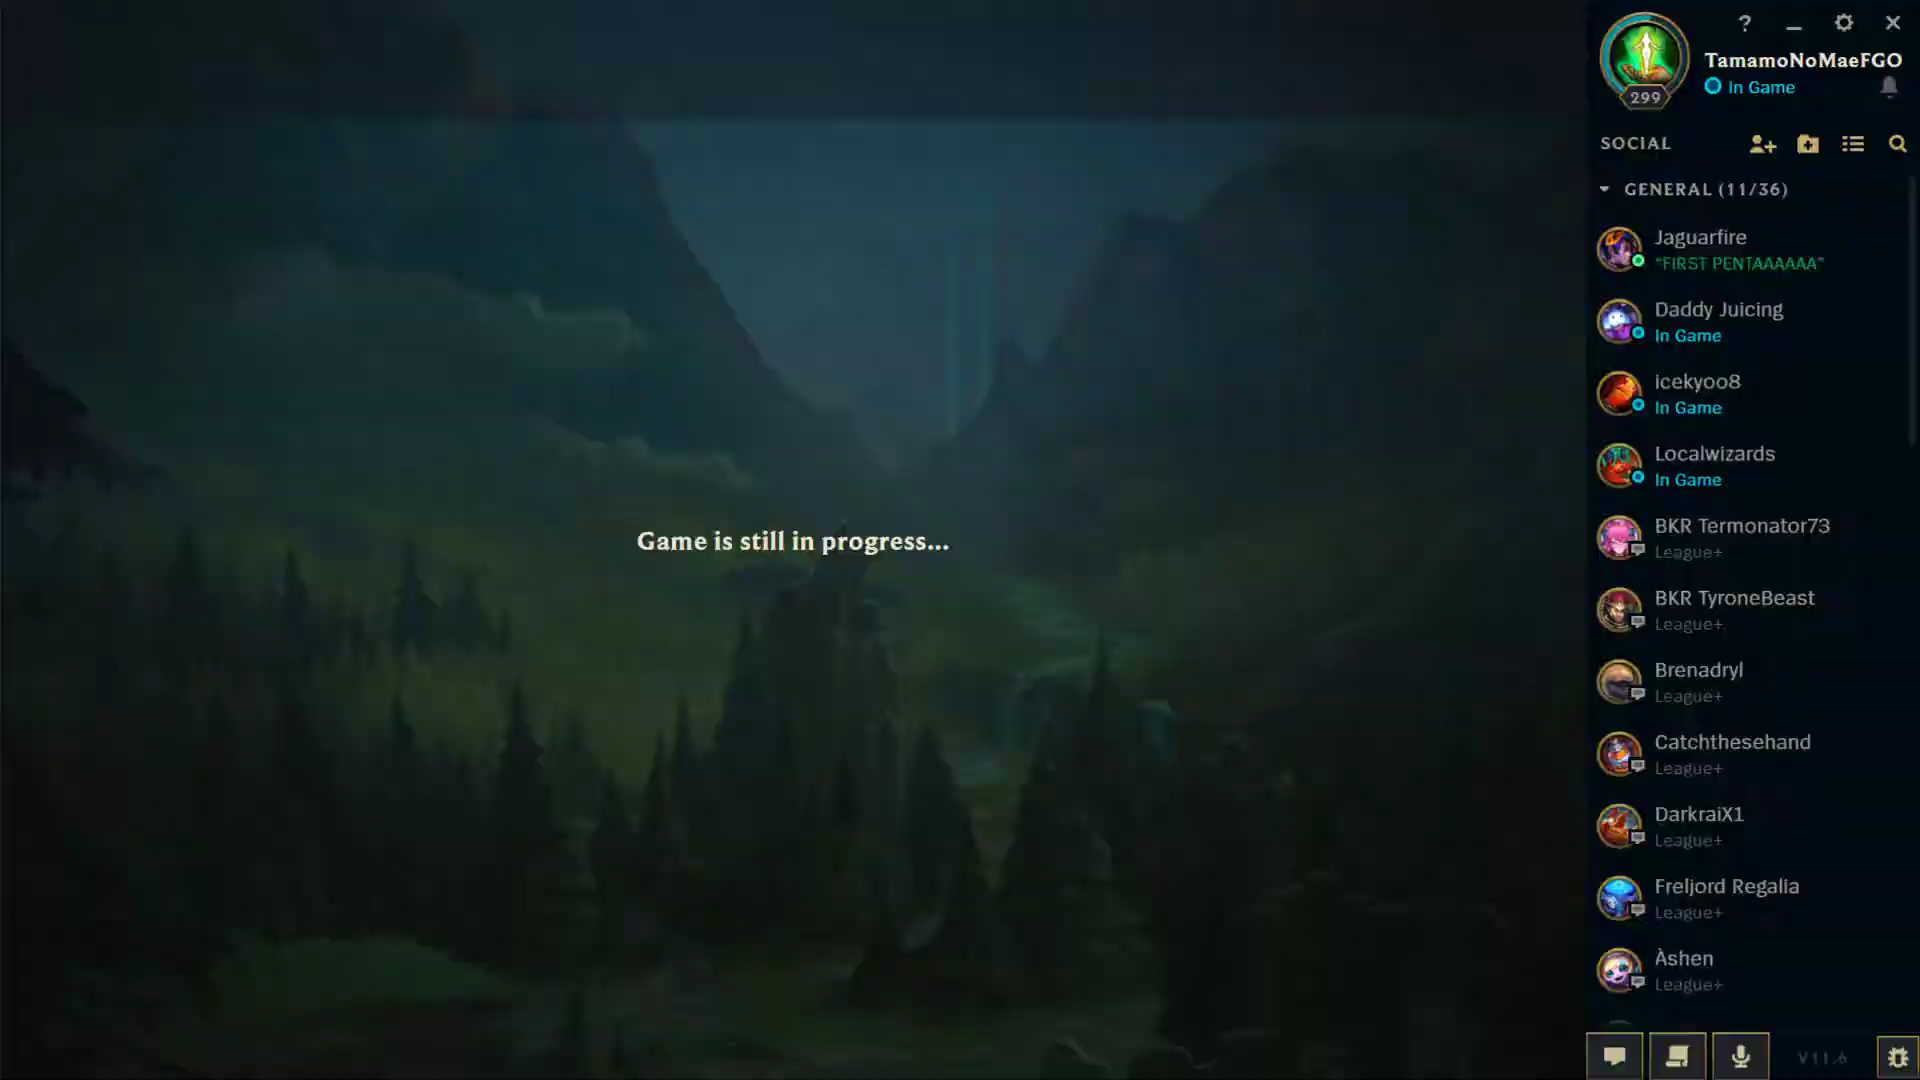 ?
TamamoNoMaeFGO
In Game
299
SOCIAL
GENERAL (11/36)
Jaguarfire
"FIRST PENTAAAAAA"
Daddy Juicing
In Game
icekyoo8
In Game
Localwizards
In Game
BKR Termonator73
League+
BKR TyroneBeast
League+
Brenadryl
League+
Catchthesehand
League+
DarkraiX1
League+
Freljord Regalia
League+
Àshen
League+
Game is still in progress...
V11.6